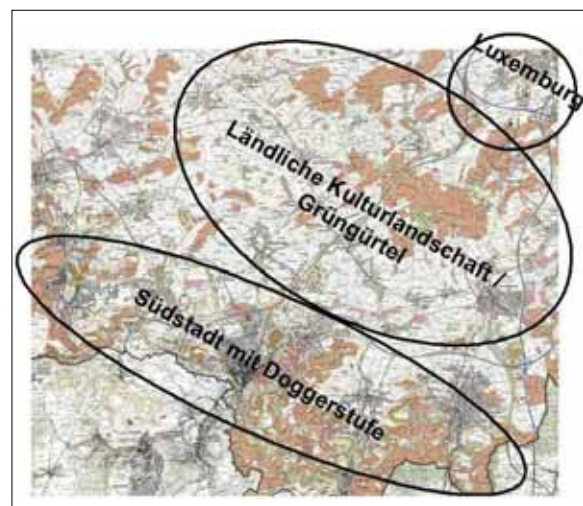 Luxemburg
Ländliche Kulturlandschaft /
Grüngürtel
Südstadt mit Doggerstufe